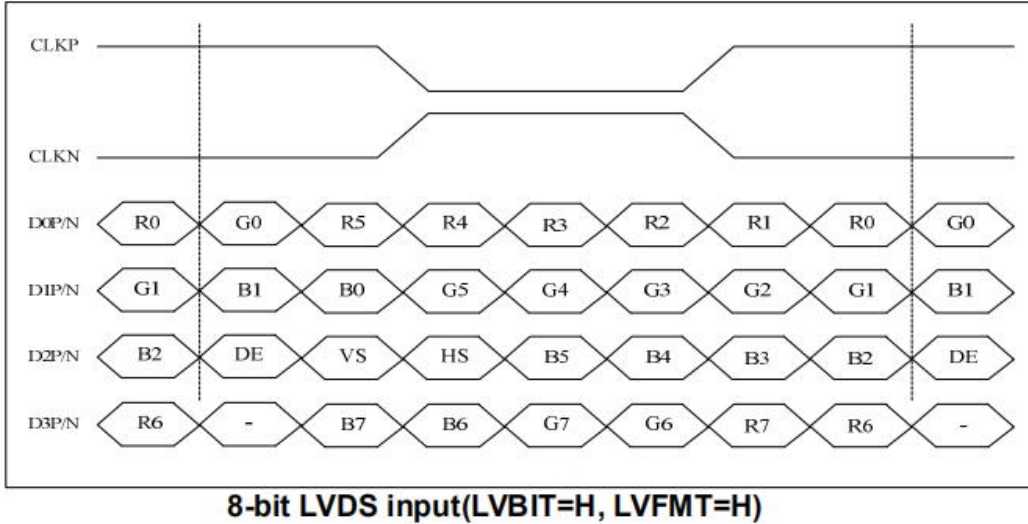 CLKP
CLKN
D0P/N R0 G0 R5 R4 R3 R2 R1 R0 G0
D1P/N G1 B1 B0 G5 G4 G3 G2 G1 B1
D2P/N B2 DE VS HS B5 B4 B3 B2 DE
D3P/N R6 - B7 B6 G7 G6 R7 R6 -
8-bit LVDS input(LVBIT=H, LVFMT=H)